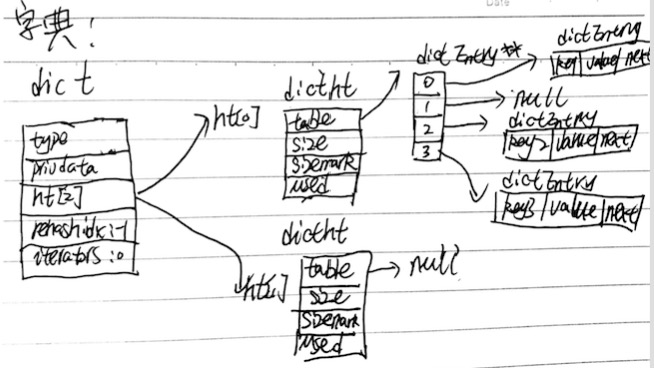 字典:
dict
type
privdata
ht[2]
rehashidx:-1
iterators:0
ht[0]
dictht
table
size
sizemark
used
dictEntry**
0
1
2
3
dictEntry
key value next
null
dictEntry
key2 value next
dictEntry
key3 value next
ht[1]
dictht
table
size
sizemark
used
null
Date